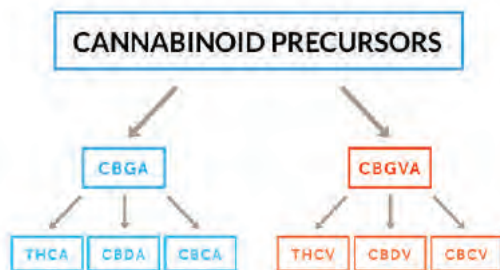 CANNABINOID PRECURSORS
CBGA CBGVA
THCA CBDA CBCA THCV CBDV CBCV